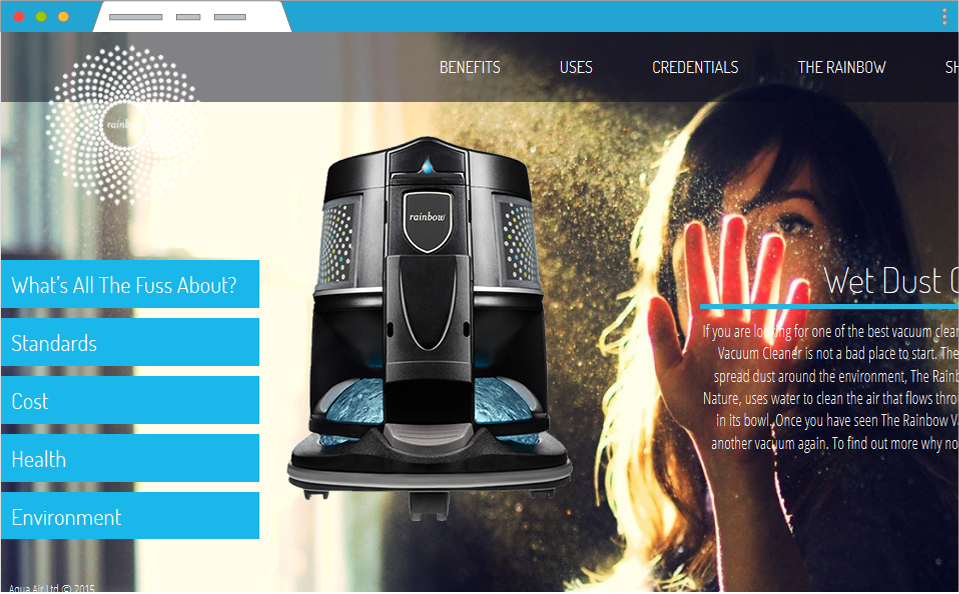 BENEFITS USES CREDENTIALS THE RAINBOW SH
rainbow
rainbow
What's All The Fuss About?
Standards
Cost
Health
Environment
Wet Dust
If you are looking for one of the best vacuum clean
Vacuum Cleaner is not a bad place to start. The
spread dust around the environment, The Rainb
Nature, uses water to clean the air that flows throu
in its bowl. Once you have seen The Rainbow Va
another vacuum again. To find out more why no
Aqua Air Ltd © 2015